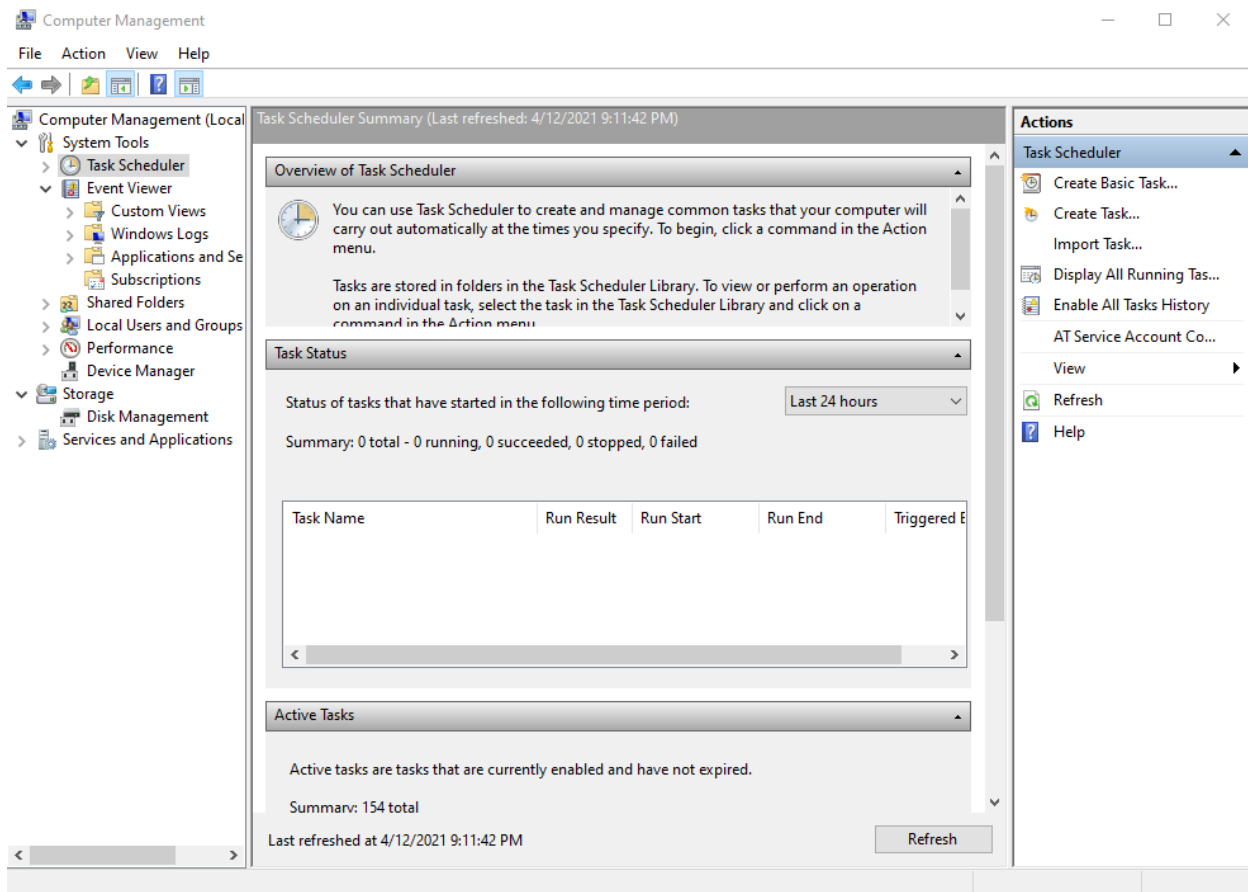 Computer Management
File Action View Help
Computer Management (Local
System Tools
Task Scheduler
Event Viewer
Custom Views
Windows Logs
Applications and Se
Subscriptions
Shared Folders
Local Users and Groups
Performance
Device Manager
Storage
Disk Management
Services and Applications
Task Scheduler Summary (Last refreshed: 4/12/2021 9:11:42 PM)
Overview of Task Scheduler
You can use Task Scheduler to create and manage common tasks that your computer will
carry out automatically at the times you specify. To begin, click a command in the Action
menu.
Tasks are stored in folders in the Task Scheduler Library. To view or perform an operation
on an individual task, select the task in the Task Scheduler Library and click on a
command in the Action menu
Task Status
Status of tasks that have started in the following time period:
Last 24 hours
Summary: 0 total - 0 running, 0 succeeded, 0 stopped, 0 failed
Task Name Run Result Run Start Run End Triggered B
Active Tasks
Active tasks are tasks that are currently enabled and have not expired.
Summary: 154 total
Last refreshed at 4/12/2021 9:11:42 PM
Refresh
Actions
Task Scheduler
Create Basic Task...
Create Task...
Import Task...
Display All Running Tas...
Enable All Tasks History
AT Service Account Co...
View
Refresh
Help